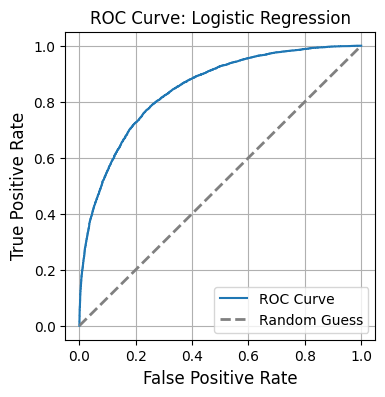 ROC Curve: Logistic Regression
True Positive Rate
1.0
0.8
0.6
0.4
0.2
0.0
ROC Curve
Random Guess
0.0 0.2 0.4 0.6 0.8 1.0
False Positive Rate